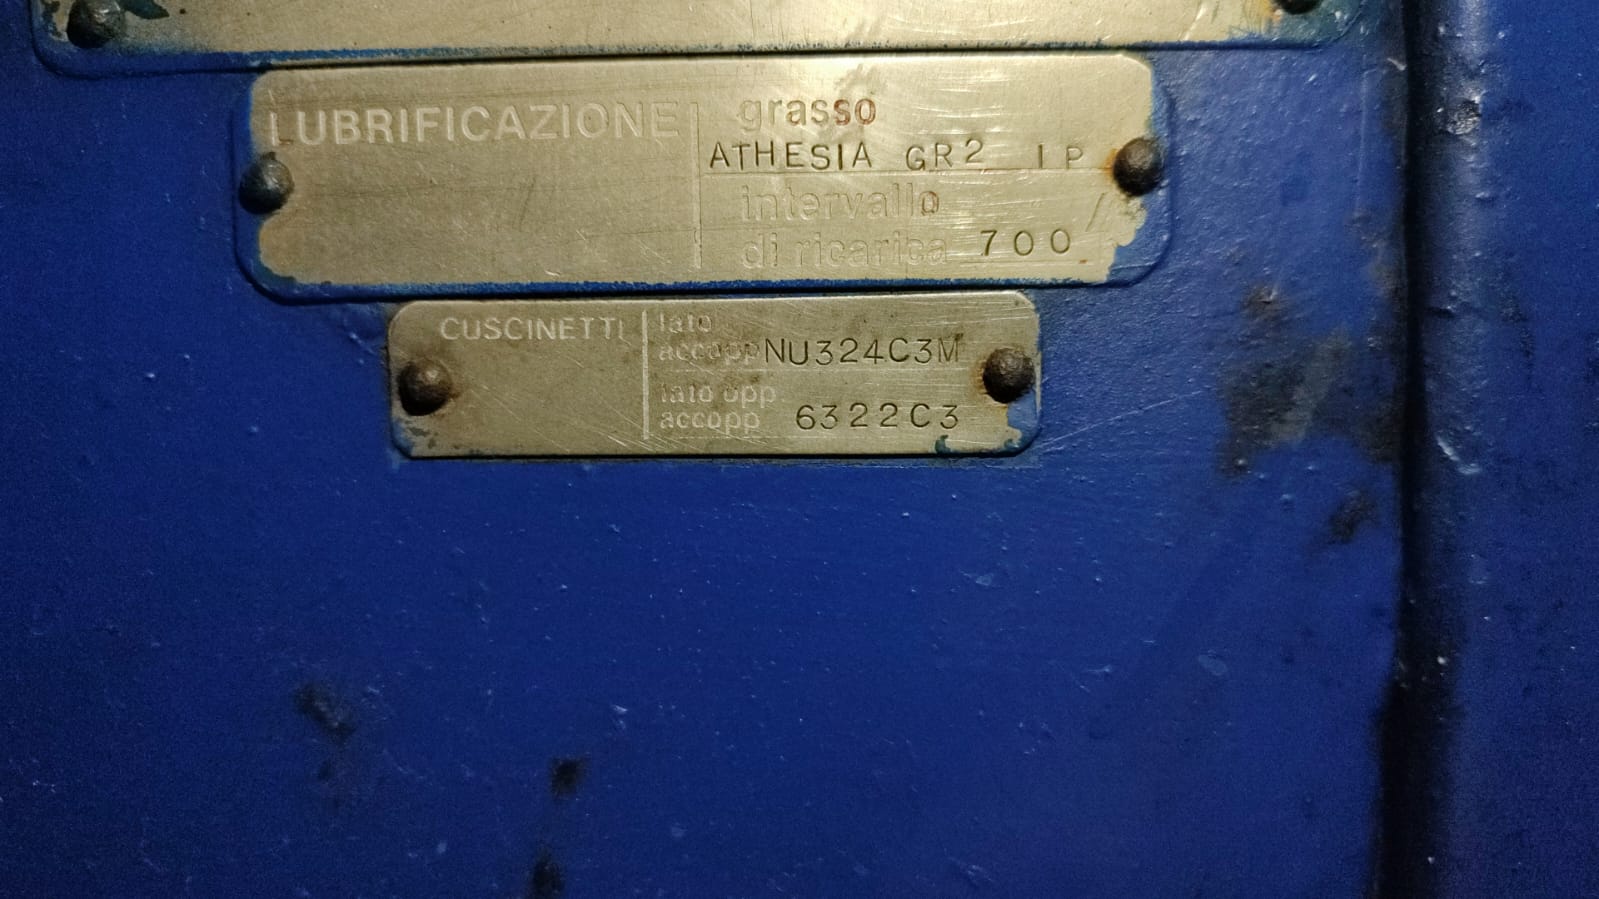 LUBRIFICAZIONE
grasso
ATHESIA GR2 IP
intervallo
di ricarica 700
CUSCINETTI
lato
accopp NU324C3M
lato opp
accopp 6322C3